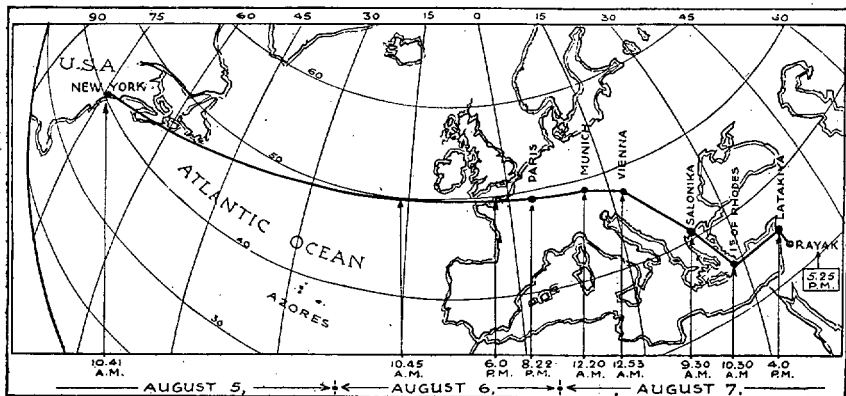 90 75 60 45 30 15 0 15 30 45 60
U.S.A
NEW YORK
60
50
40
30
ATLANTIC OCEAN
AZORES
PARIS
MUNICH
VIENNA
SALONIKA
IS OF RHODES
LATAKIYA
RAYAK
5.25
P.M.
10.41
A.M.
10.45
A.M.
6.0
P.M.
8.22
P.M.
12.20
A.M.
12.53
A.M.
9.30
A.M.
10.30
A.M
4.0
P.M.
AUGUST 5, AUGUST 6, AUGUST 7,